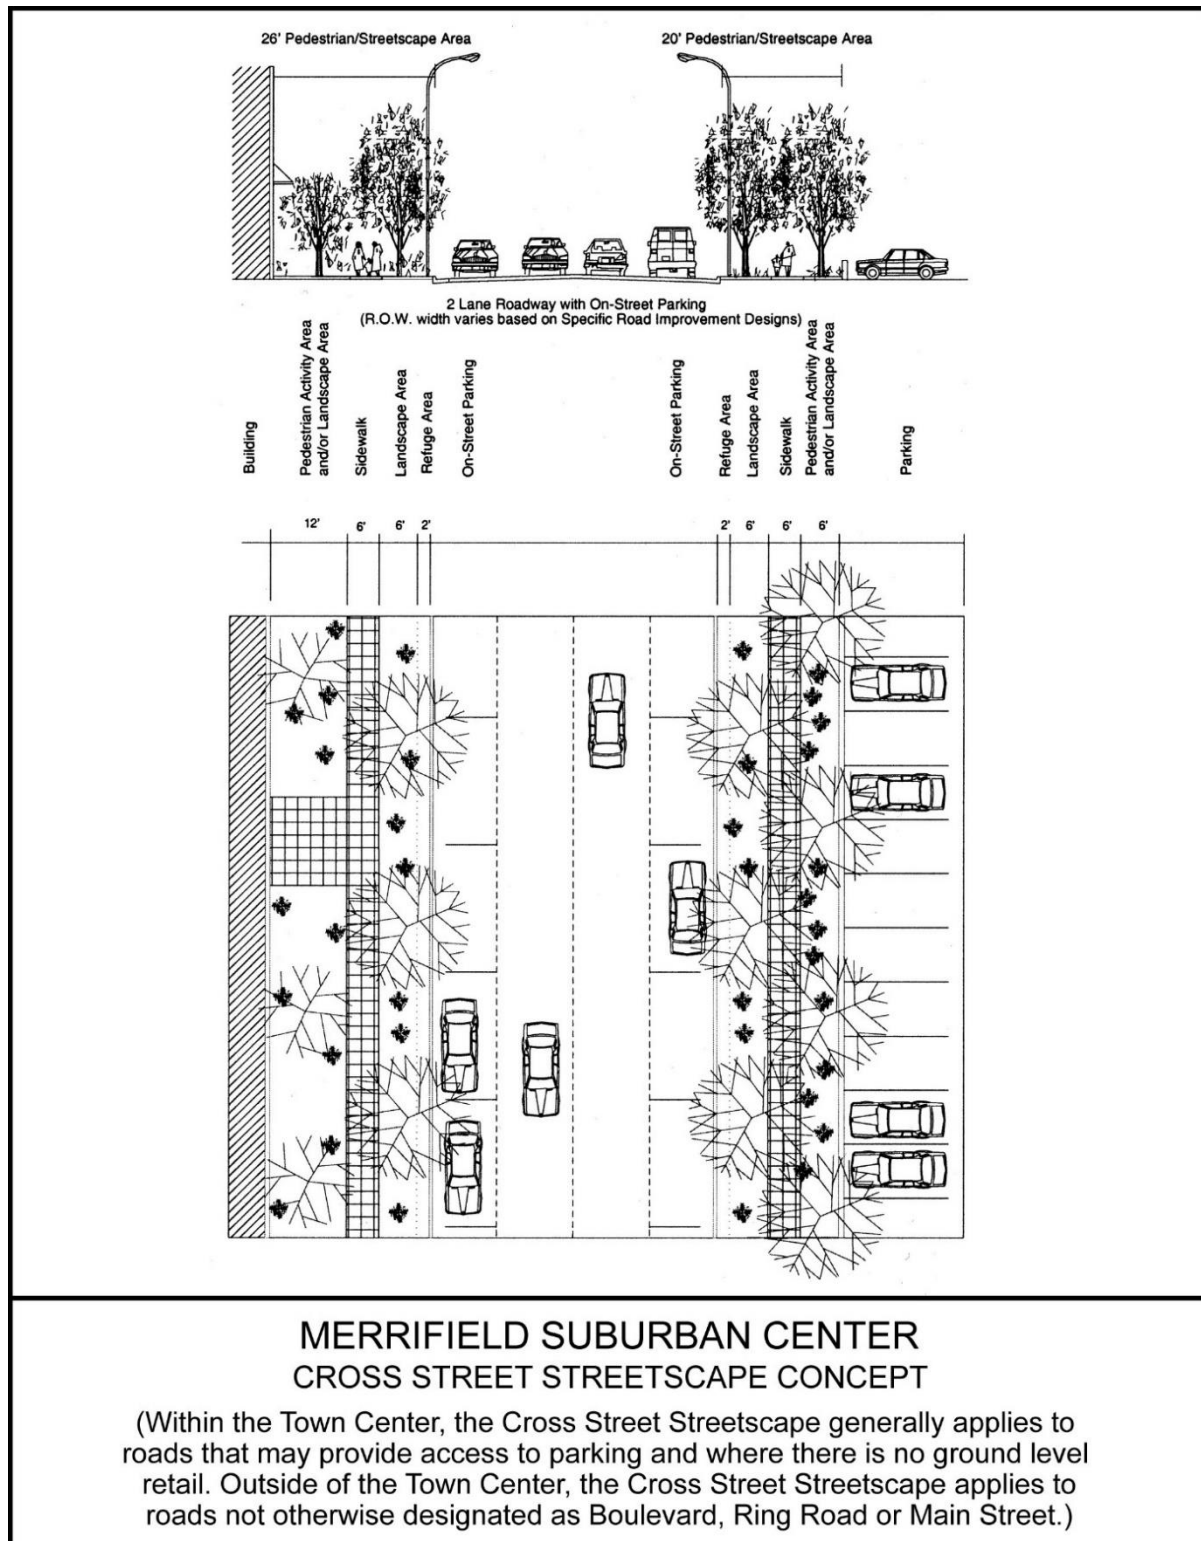 26' Pedestrian/Streetscape Area
20' Pedestrian/Streetscape Area
2 Lane Roadway with On-Street Parking
(R.O.W. width varies based on Specific Road Improvement Designs)
Building
Pedestrian Activity Area
and/or Landscape Area
Sidewalk
Landscape Area
Refuge Area
On-Street Parking
On-Street Parking
Refuge Area
Landscape Area
Sidewalk
Pedestrian Activity Area
and/or Landscape Area
Parking
12'
6'
6'
2'
2'
6'
6'
6'
MERRIFIELD SUBURBAN CENTER
CROSS STREET STREETSCAPE CONCEPT
(Within the Town Center, the Cross Street Streetscape generally applies to
roads that may provide access to parking and where there is no ground level
retail. Outside of the Town Center, the Cross Street Streetscape applies to
roads not otherwise designated as Boulevard, Ring Road or Main Street.)